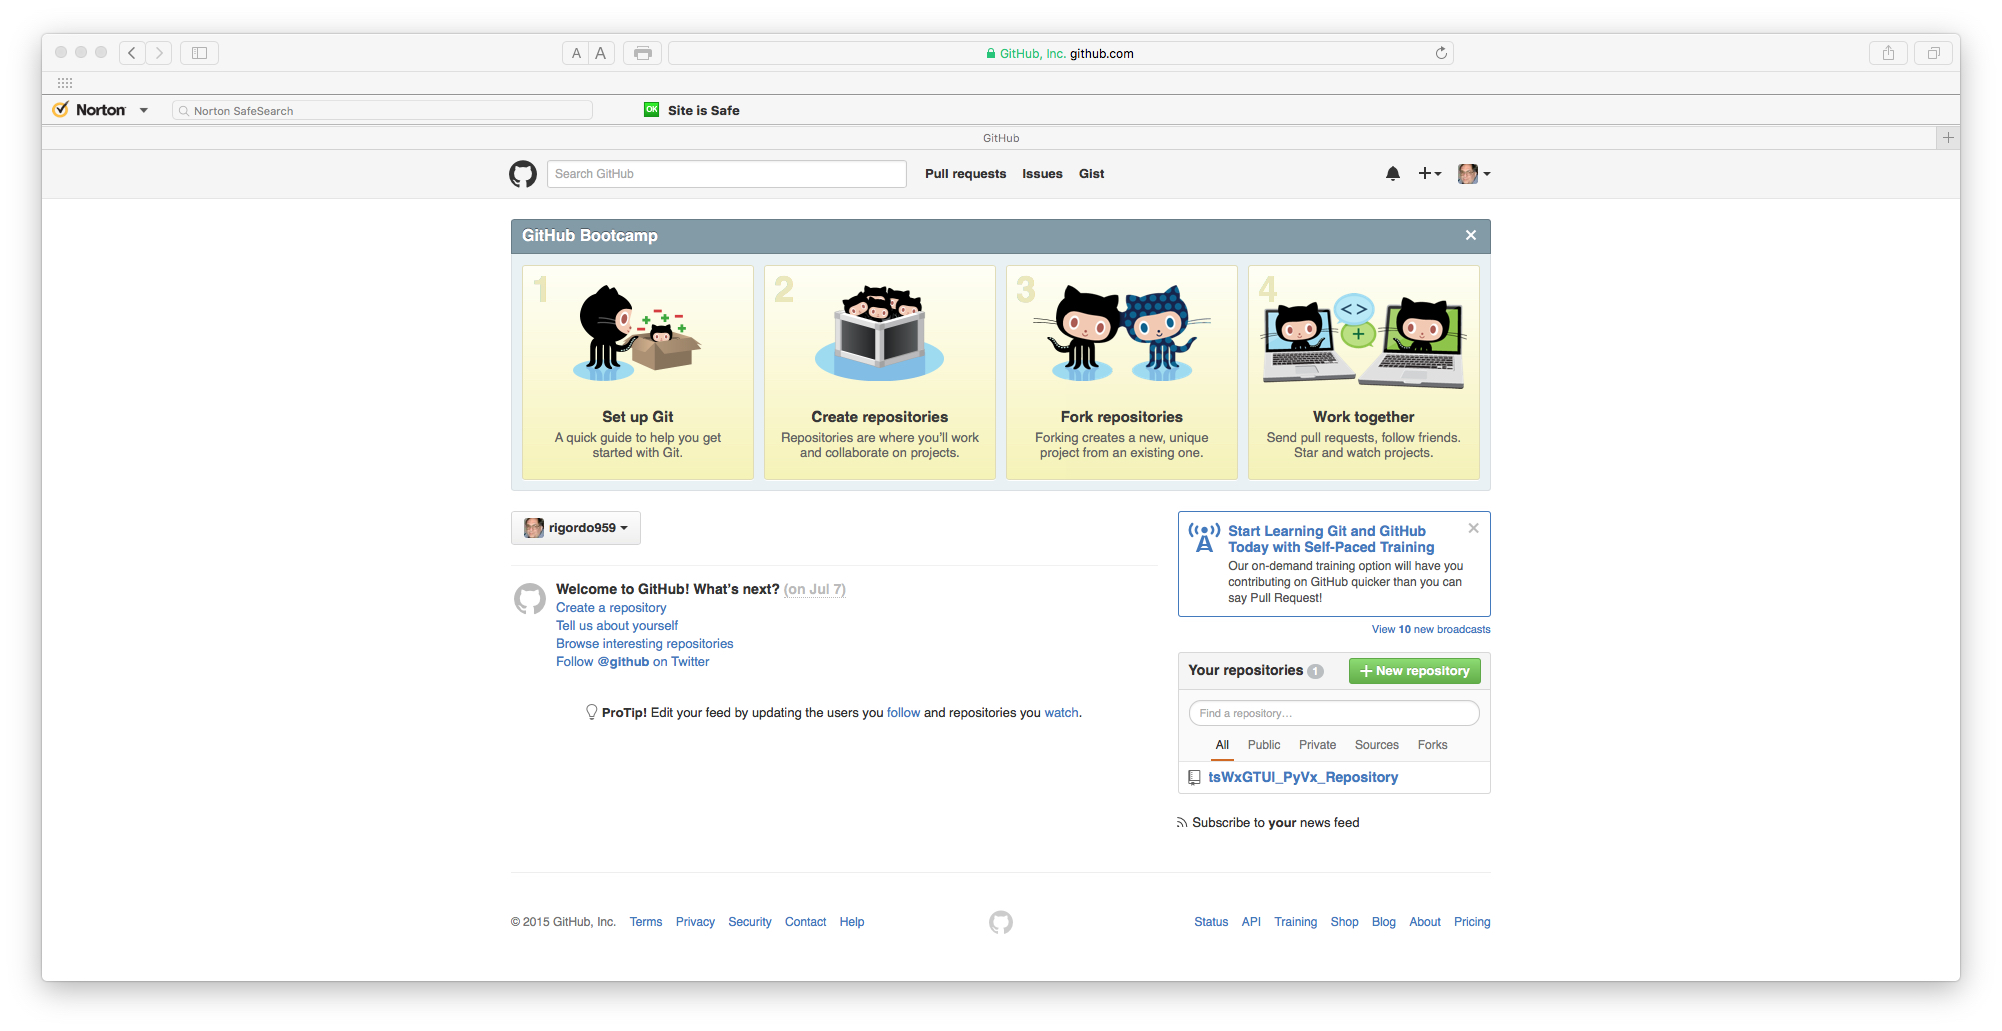 A A
GitHub, Inc. github.com
Norton
Norton SafeSearch
OK
Site is Safe
GitHub
Search GitHub
Pull requests
Issues
Gist
GitHub Bootcamp
1
Set up Git
A quick guide to help you get
started with Git.
2
Create repositories
Repositories are where you'll work
and collaborate on projects.
3
Fork repositories
Forking creates a new, unique
project from an existing one.
4
<>
+
Work together
Send pull requests, follow friends.
Star and watch projects.
rigordo959
Welcome to GitHub! What's next? (on Jul 7)
Create a repository
Tell us about yourself
Browse interesting repositories
Follow @github on Twitter
ProTip! Edit your feed by updating the users you follow and repositories you watch.
Start Learning Git and GitHub
Today with Self-Paced Training
Our on-demand training option will have you
contributing on GitHub quicker than you can
say Pull Request!
View 10 new broadcasts
Your repositories 1
New repository
Find a repository...
All Public Private Sources Forks
tsWxGTUI_PyVx_Repository
Subscribe to your news feed
© 2015 GitHub, Inc. Terms Privacy Security Contact Help
Status API Training Shop Blog About Pricing